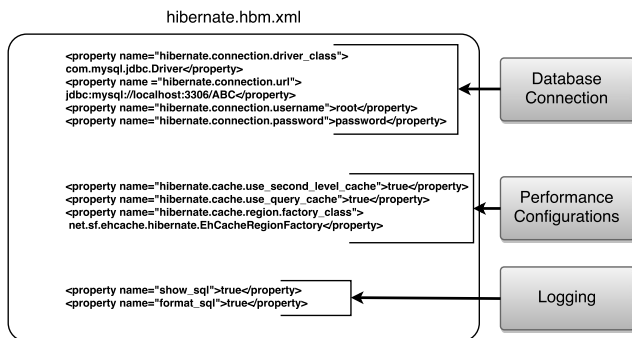 hibernate.hbm.xml
<property name="hibernate.connection.driver_class">
com.mysql.jdbc.Driver</property>
<property name ="hibernate.connection.url">
jdbc:mysql://localhost:3306/ABC</property>
<property name="hibernate.connection.username">root</property>
<property name="hibernate.connection.password">password</property>
Database
Connection
<property name="hibernate.cache.use_second_level_cache">true</property>
<property name="hibernate.cache.use_query_cache">true</property>
<property name="hibernate.cache.region.factory_class">
net.sf.ehcache.hibernate.EhCacheRegionFactory</property>
Performance
Configurations
<property name="show_sql">true</property>
<property name="format_sql">true</property>
Logging